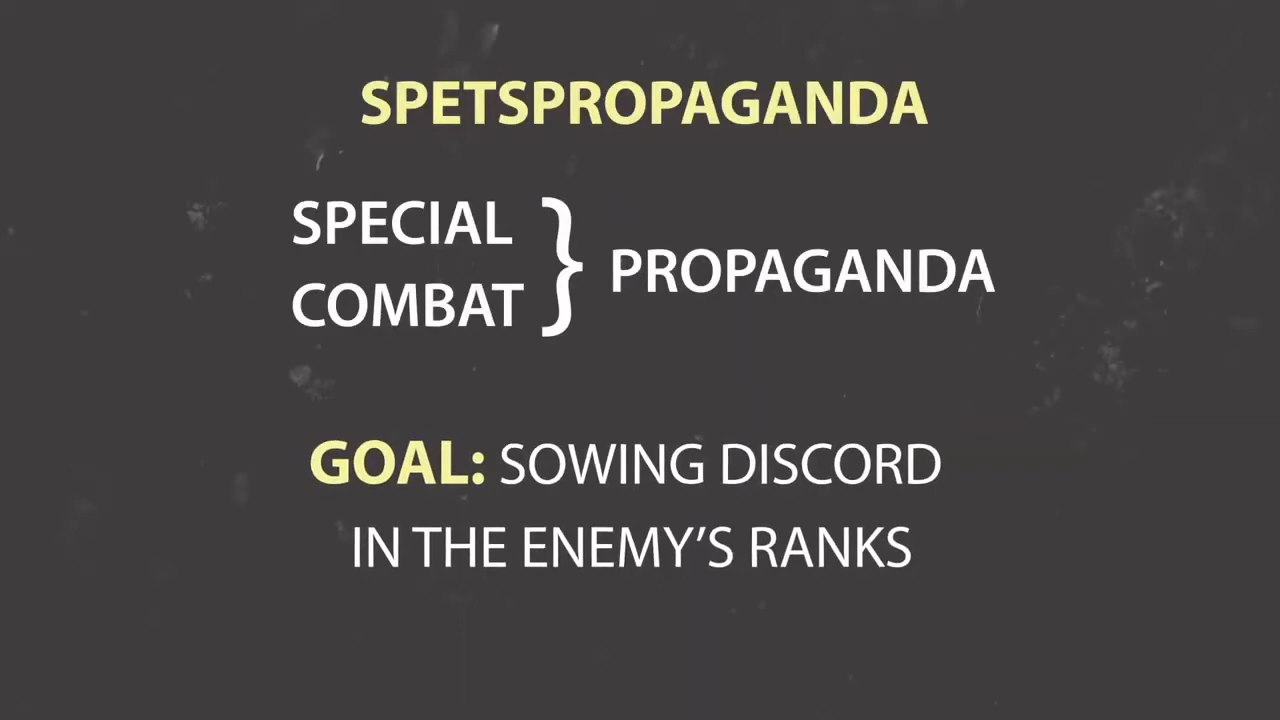 SPETSPROPAGANDA
SPECIAL
COMBAT
} PROPAGANDA
GOAL: SOWING DISCORD
IN THE ENEMY’S RANKS